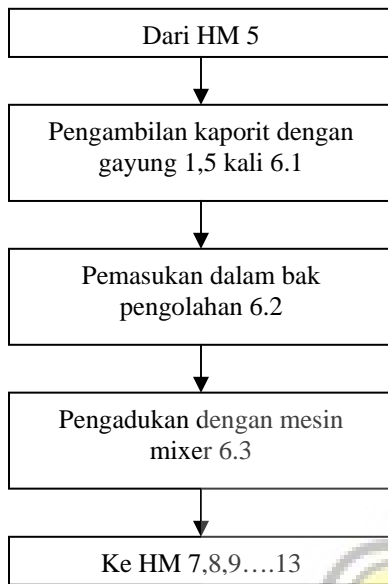 Dari HM 5
Pengambilan kaporit dengan
gayung 1,5 kali 6.1
Pemasukan dalam bak
pengolahan 6.2
Pengadukan dengan mesin
mixer 6.3
Ke HM 7,8,9….13